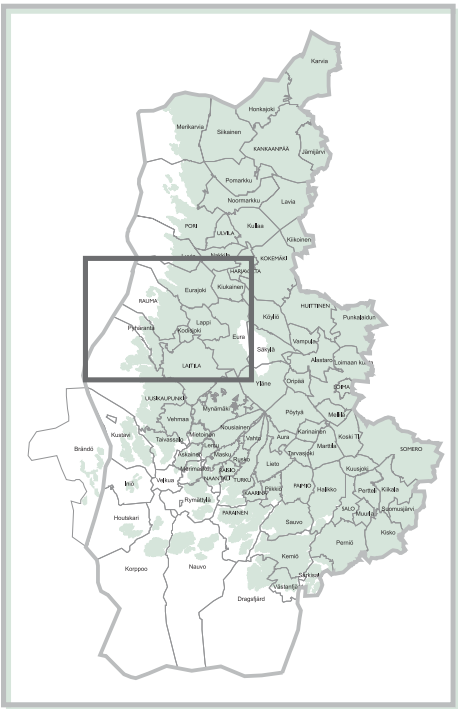 Karvia
Honkajoki
Merikarvia
Siikainen
KANKAANPÄÄ
Jämijärvi
Pomarkku
Noormarkku
Lavia
PORI
ULVILA
Kullaa
Kiikoinen
Nakkila
KOKEMÄKI
HARJAVALTA
RAUMA
Eurajoki
Kiukainen
HUITTINEN
Punkalaidun
Köyliö
Lappi
Pyhäranta
Kodisjoki
Eura
Säkylä
Vampula
Alastaro
LAITILA
Yläne
Oripää
UUSIKAUPUNKI
Mynämäki
Pöytyä
Mellilä
Vehmaa
Kustavi
Taivassalo
Mietoinen
Nousiainen
Vahto
Aura
Karinainen
Koski Tl
Marttila
SOMERO
Brändö
Lemu
Askainen
Masku
Rusko
Lieto
Tarvasjoki
Kuusjoki
Iniö
Velkua
NAANTALI
RAISIO
TURKU
Piikkiö
PAIMIO
Halikko
Pertteli
Kiikala
Rymättylä
KAARINA
Houtskari
PARAINEN
Sauvo
SALO
Muurla
Suomusjärvi
Perniö
Kisko
Korppoo
Nauvo
Kemiö
Västanfjärd
Dragsfjärd